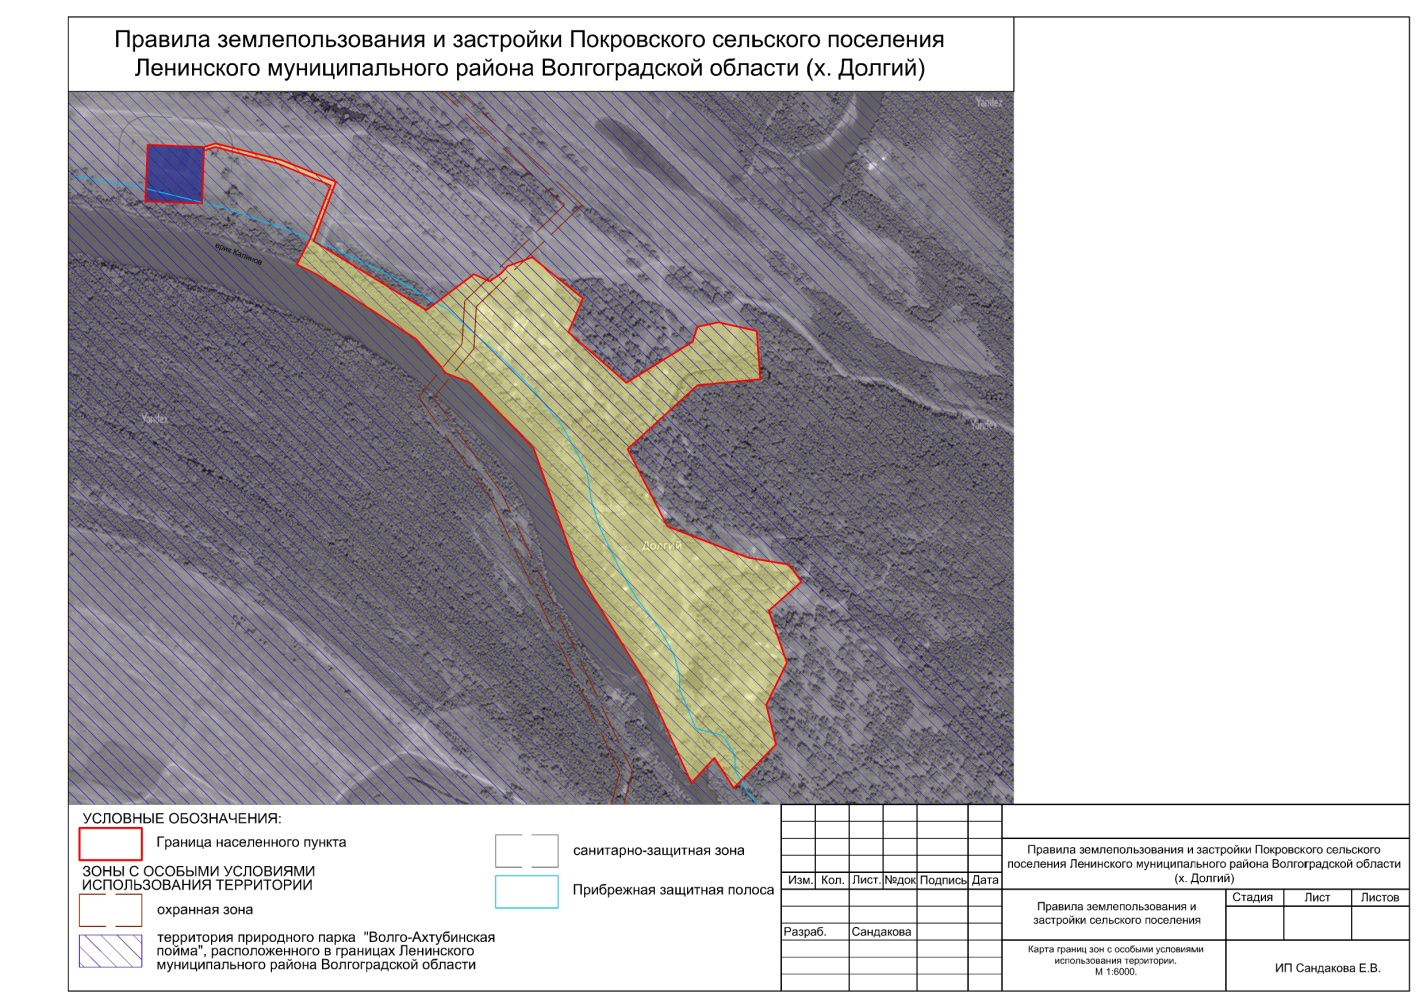 Правила землепользования и застройки Покровского сельского поселения
Ленинского муниципального района Волгоградской области (х. Долгий)
Yandex
ерик Калинов
Yandex
Yandex
Долгий
УСЛОВНЫЕ ОБОЗНАЧЕНИЯ:
Граница населенного пункта
ЗОНЫ С ОСОБЫМИ УСЛОВИЯМИ
ИСПОЛЬЗОВАНИЯ ТЕРРИТОРИИ
охранная зона
территория природного парка "Волго-Ахтубинская
пойма", расположенного в границах Ленинского
муниципального района Волгоградской области
санитарно-защитная зона
Прибрежная защитная полоса
Изм. Кол. Лист. №док Подпись Дата
Разраб. Сандакова
Правила землепользования и застройки Покровского сельского
поселения Ленинского муниципального района Волгоградской области
(х. Долгий)
Правила землепользования и
застройки сельского поселения
Стадия Лист Листов
Карта границ зон с особыми условиями
использования территории.
М 1:6000.
ИП Сандакова Е.В.